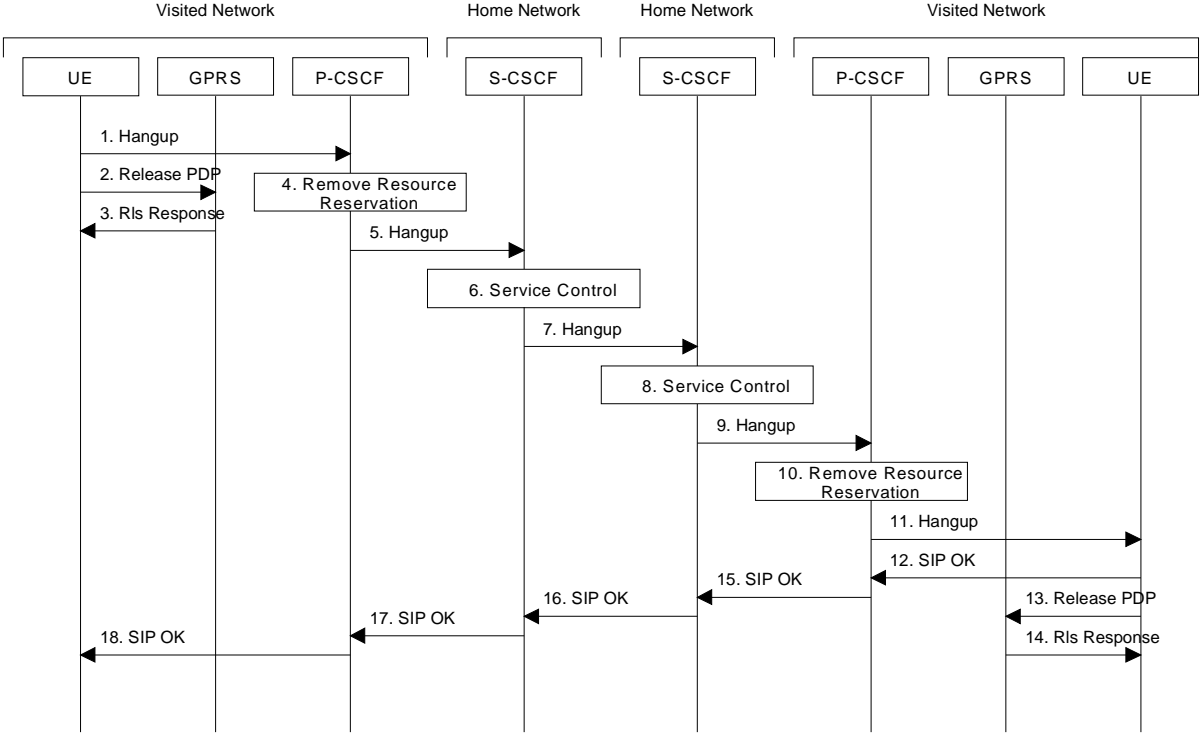 Visited Network
Home Network
Home Network
Visited Network
UE
GPRS
P-CSCF
S-CSCF
S-CSCF
P-CSCF
GPRS
UE
1. Hangup
2. Release PDP
3. Rls Response
4. Remove Resource
Reservation
5. Hangup
6. Service Control
7. Hangup
8. Service Control
9. Hangup
10. Remove Resource
Reservation
11. Hangup
12. SIP OK
13. Release PDP
14. Rls Response
15. SIP OK
16. SIP OK
17. SIP OK
18. SIP OK